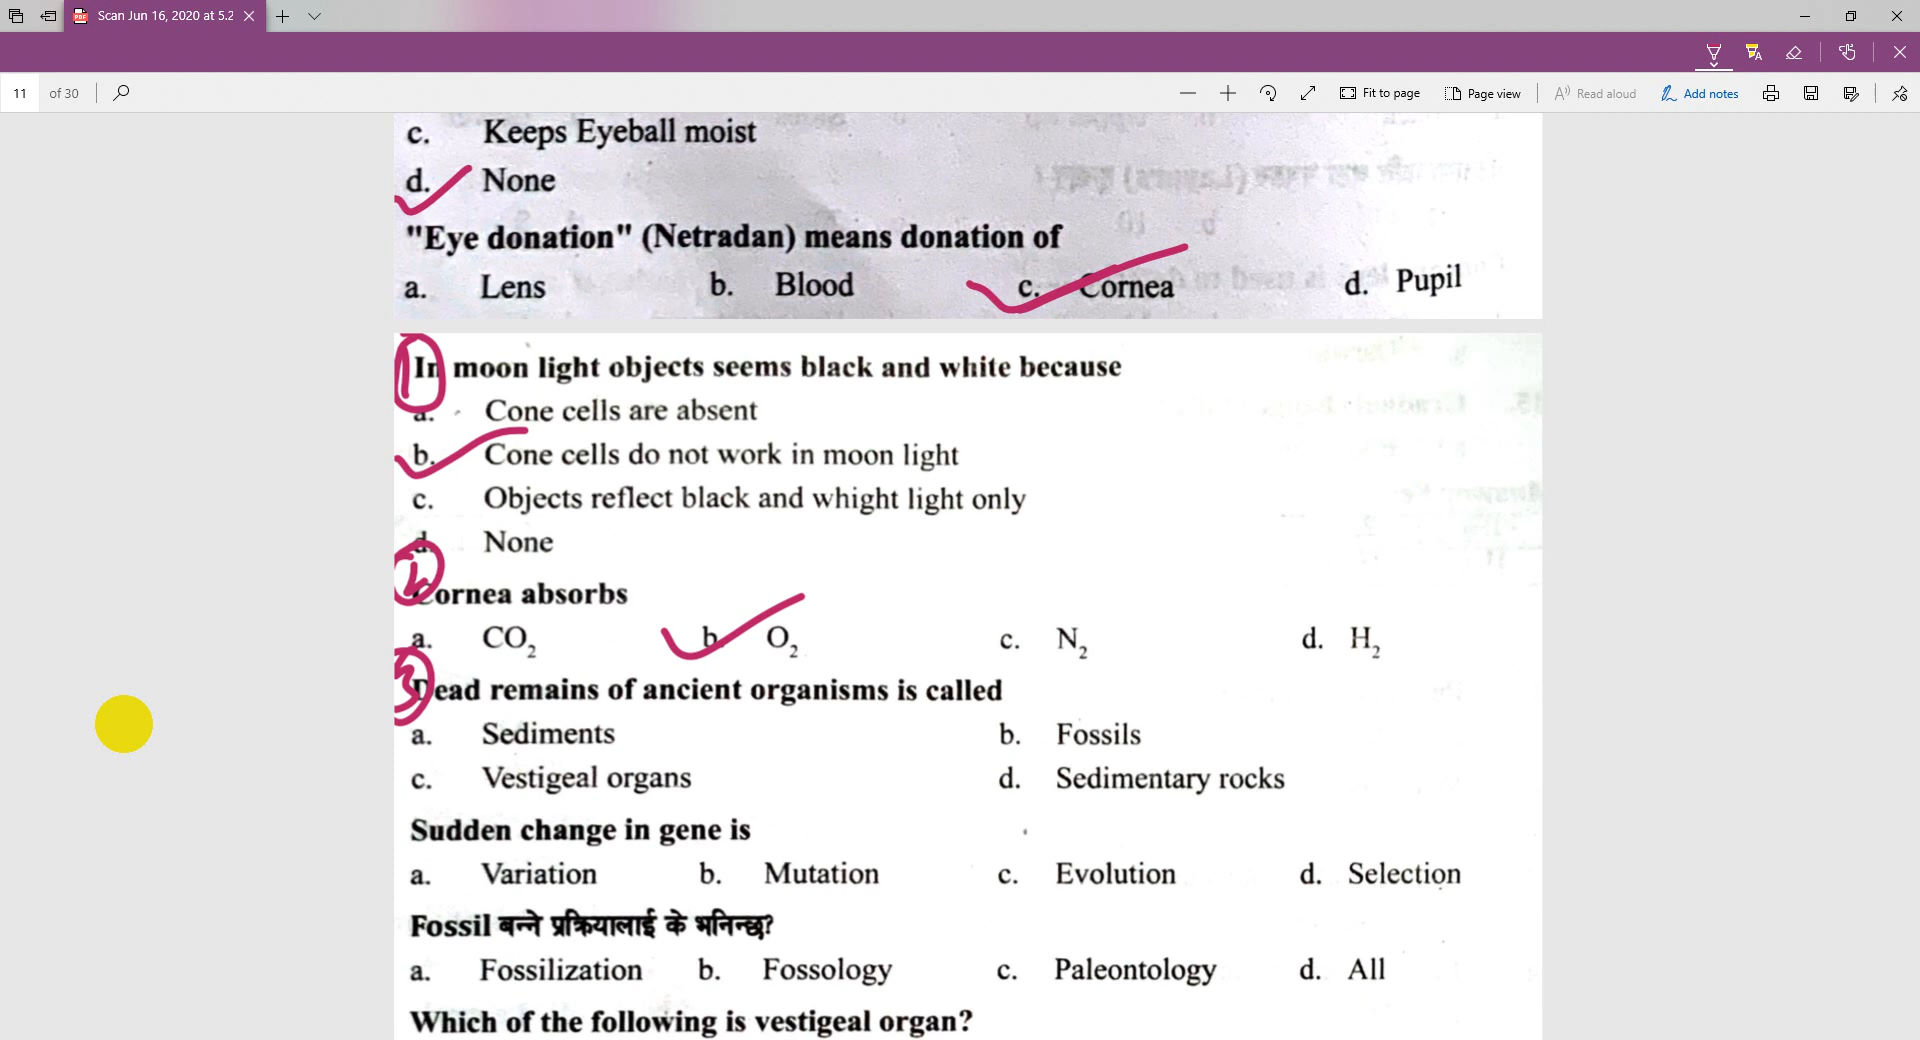 Scan Jun 16, 2020 at 5.2
11 of 30
Fit to page
Page view
Read aloud
Add notes
c. Keeps Eyeball moist
d. None
"Eye donation" (Netradan) means donation of
a. Lens b. Blood c. Cornea d. Pupil
1 In moon light objects seems black and white because
a. Cone cells are absent
b. Cone cells do not work in moon light
c. Objects reflect black and whight light only
d. None
2 Cornea absorbs
a. CO₂ b. O₂ c. N₂ d. H₂
3 Dead remains of ancient organisms is called
a. Sediments b. Fossils
c. Vestigeal organs d. Sedimentary rocks
Sudden change in gene is
a. Variation b. Mutation c. Evolution d. Selection
Fossil बन्ने प्रक्रियालाई के भनिन्छ?
a. Fossilization b. Fossology c. Paleontology d. All
Which of the following is vestigeal organ?